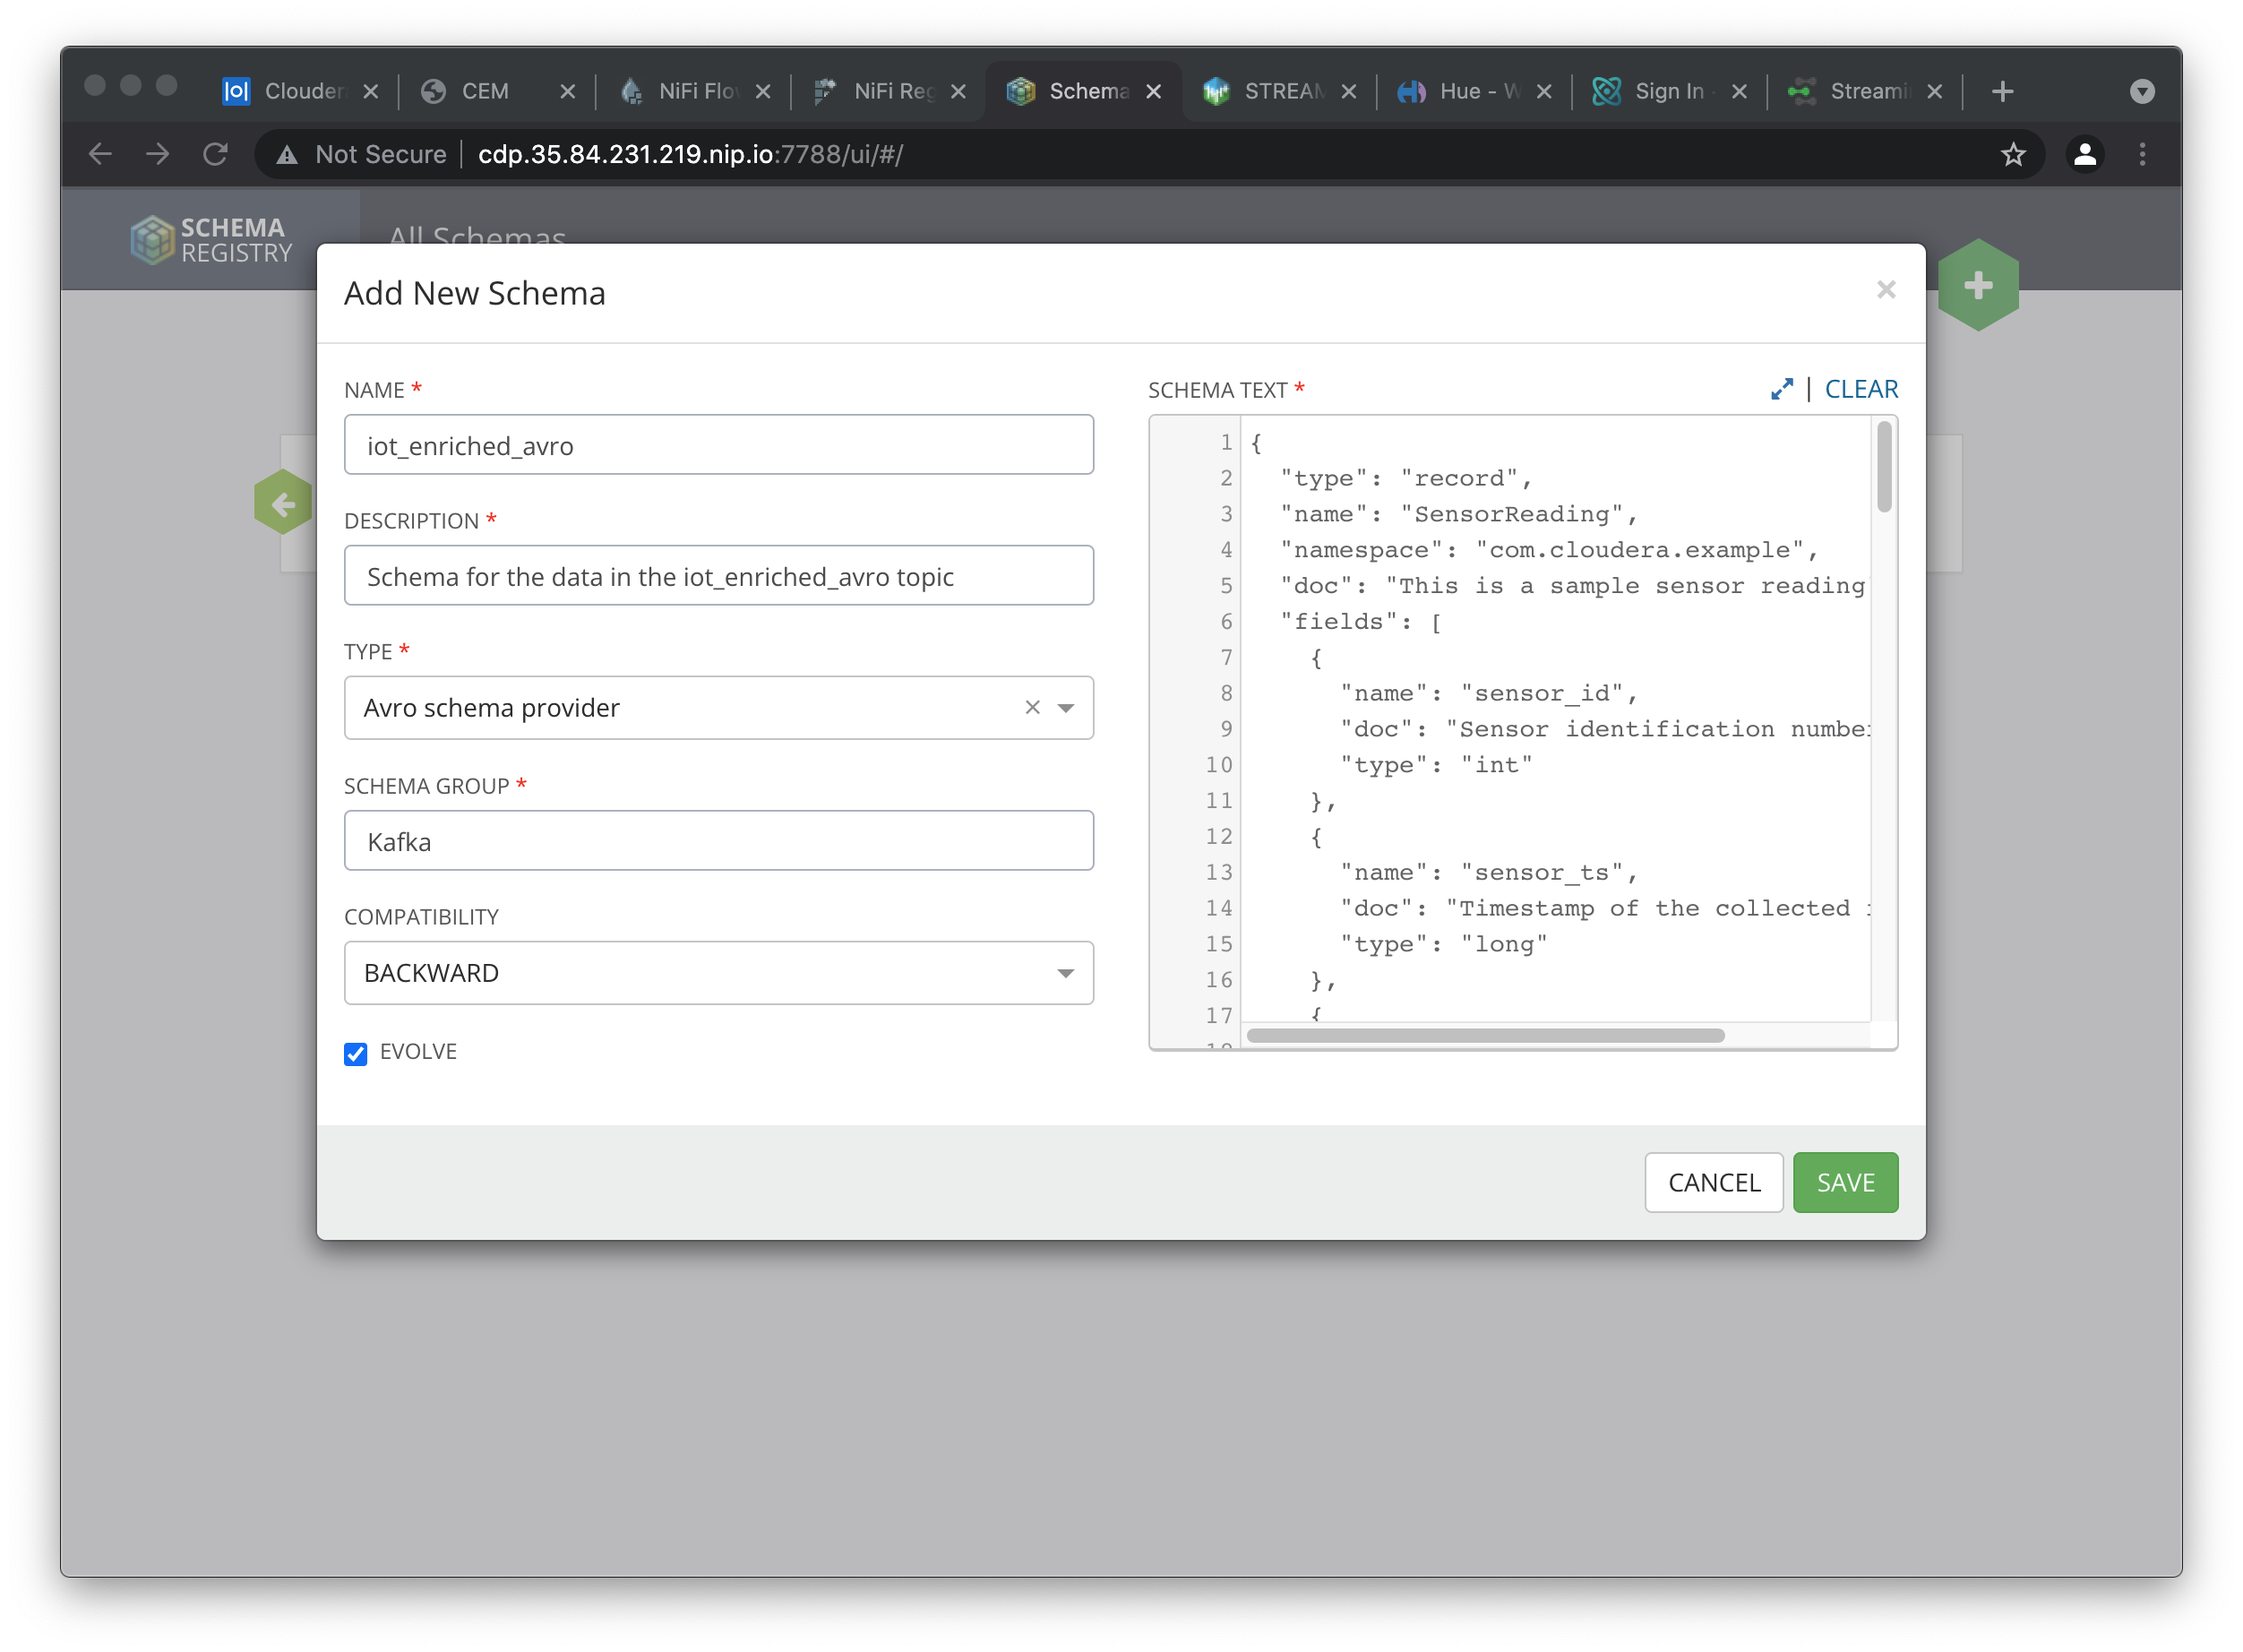 Clouder
CEM
NiFi Flo
NiFi Reg
Schema
STREAM
Hue - W
Sign In
Streami
Not Secure
cdp.35.84.231.219.nip.io:7788/ui/#/
SCHEMA
REGISTRY
All Schemas
Add New Schema
NAME *
iot_enriched_avro
DESCRIPTION *
Schema for the data in the iot_enriched_avro topic
TYPE *
Avro schema provider
SCHEMA GROUP *
Kafka
COMPATIBILITY
BACKWARD
EVOLVE
SCHEMA TEXT *
| CLEAR
1 {
2 "type": "record",
3 "name": "SensorReading",
4 "namespace": "com.cloudera.example",
5 "doc": "This is a sample sensor reading
6 "fields": [
7 {
8 "name": "sensor_id",
9 "doc": "Sensor identification number
10 "type": "int"
11 },
12 {
13 "name": "sensor_ts",
14 "doc": "Timestamp of the collected
15 "type": "long"
16 },
17 {
CANCEL
SAVE